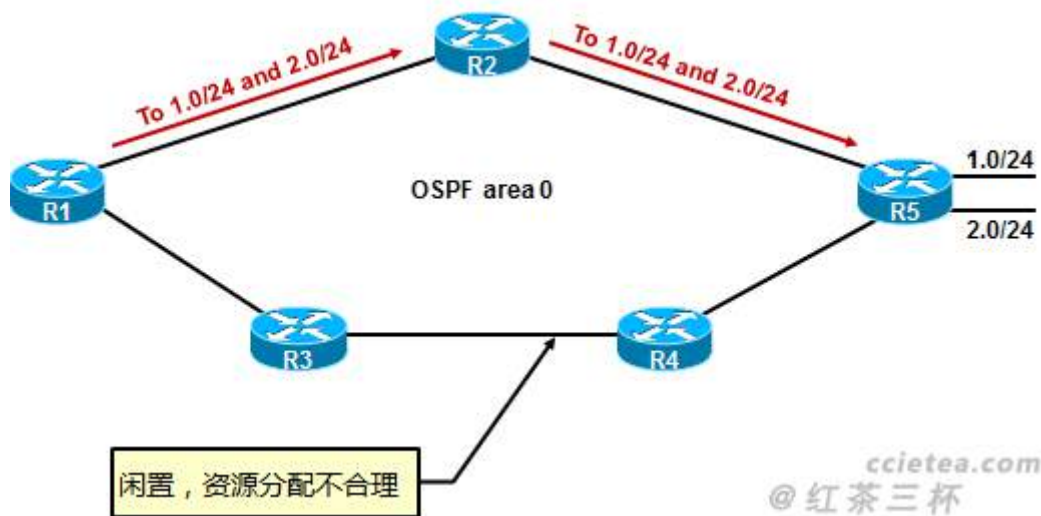 To 1.0/24 and 2.0/24
To 1.0/24 and 2.0/24
R2
R1
OSPF area 0
R5
1.0/24
2.0/24
R3
R4
闲置，资源分配不合理
ccietea.com
@红茶三杯